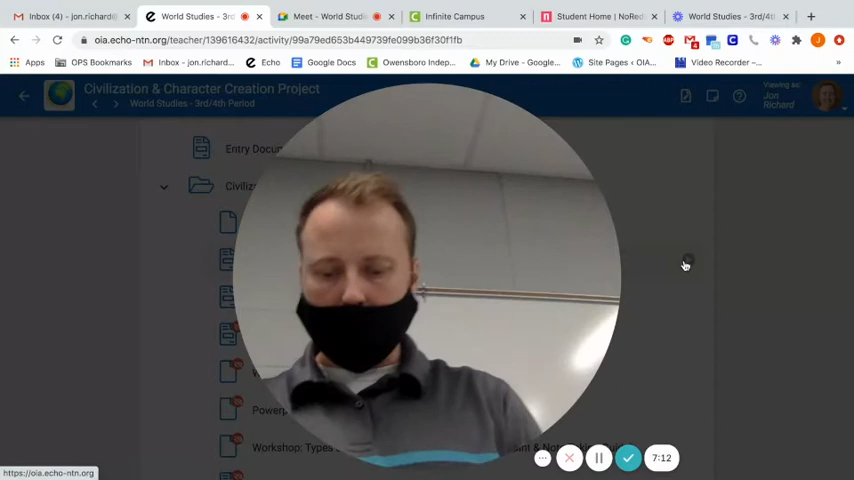 Inbox (4) - jon.richard@
World Studies - 3rd/
Meet - World Studi
Infinite Campus
Student Home | NoRed
World Studies - 3rd/4t
oia.echo-ntn.org/teacher/139616432/activity/99a79ed653b449739fe099b36f30f1fb
Apps
OPS Bookmarks
Inbox (4) - jon.richard...
Echo
Google Docs
Owensboro Indep...
My Drive - Google...
Site Pages - OIA...
Video Recorder –...
Civilization & Character Creation Project
World Studies - 3rd/4th Period
Viewing as:
Jon
Richard
Entry Docum
Civiliz
Powerp
Workshop: Types
https://oia.echo-ntn.org
7:12